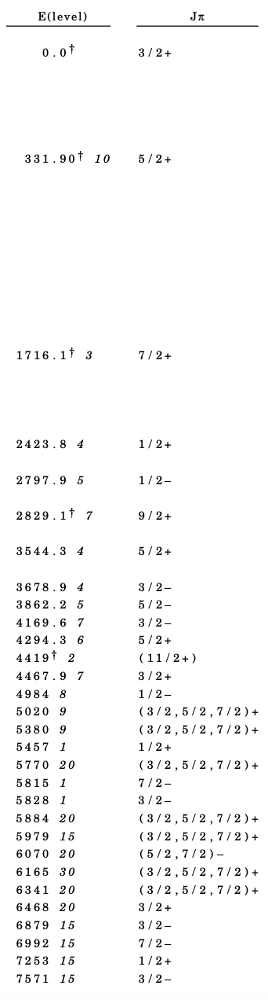 E(level) Jπ
0.0† 3/2+
331.90† 10 5/2+
1716.1† 3 7/2+
2423.8 4 1/2+
2797.9 5 1/2−
2829.1† 7 9/2+
3544.3 4 5/2+
3678.9 4 3/2−
3862.2 5 5/2−
4169.6 7 3/2−
4294.3 6 5/2+
4419† 2 (11/2+)
4467.9 7 3/2+
4984 8 1/2−
5020 9 (3/2,5/2,7/2)+
5380 9 (3/2,5/2,7/2)+
5457 1 1/2+
5770 20 (3/2,5/2,7/2)+
5815 1 7/2−
5828 1 3/2−
5884 20 (3/2,5/2,7/2)+
5979 15 (3/2,5/2,7/2)+
6070 20 (5/2,7/2)−
6165 30 (3/2,5/2,7/2)+
6341 20 (3/2,5/2,7/2)+
6468 20 3/2+
6879 15 3/2−
6992 15 7/2−
7253 15 1/2+
7571 15 3/2−